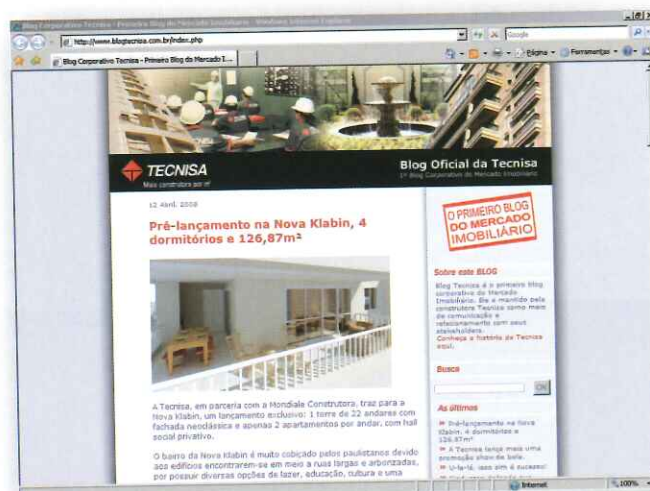 Blog Corporativo Tecnisa - Primeiro Blog do Mercado Imobiliário - Windows Internet Explorer
http://www.blogtecnisa.com.br/index.php
Google
Blog Corporativo Tecnisa - Primeiro Blog do Mercado I...
Página
Ferramentas
TECNISA
Mais construtora por m²
Blog Oficial da Tecnisa
1º Blog Corporativo do Mercado Imobiliário
12 Abril, 2008
Pré-lançamento na Nova Klabin, 4
dormitórios e 126,87m²
A Tecnisa, em parceria com a Mondiale Construtora, traz para a
Nova Klabin, um lançamento exclusivo: 1 torre de 22 andares com
fachada neoclássica e apenas 2 apartamentos por andar, com hall
social privativo.
O bairro da Nova Klabin é muito cobiçado pelos paulistanos devido
aos edifícios encontrarem-se em meio a ruas largas e arborizadas,
por possuir diversas opções de lazer, educação, cultura e uma
O PRIMEIRO BLOG
DO MERCADO
IMOBILIÁRIO
Sobre este BLOG
Blog Tecnisa é o primeiro blog
corporativo do Mercado
Imobiliário. Ele é mantido pela
construtora Tecnisa como meio
de comunicação e
relacionamento com seus
stakeholders.
Conheça a história da Tecnisa
aqui.
Busca
OK
As últimas
Pré-lançamento na Nova
Klabin, 4 dormitórios e
126,87m²
A Tecnisa lança mais uma
promoção show de bola.
U-la-lá, isso sim é sucesso!
Internet
100%